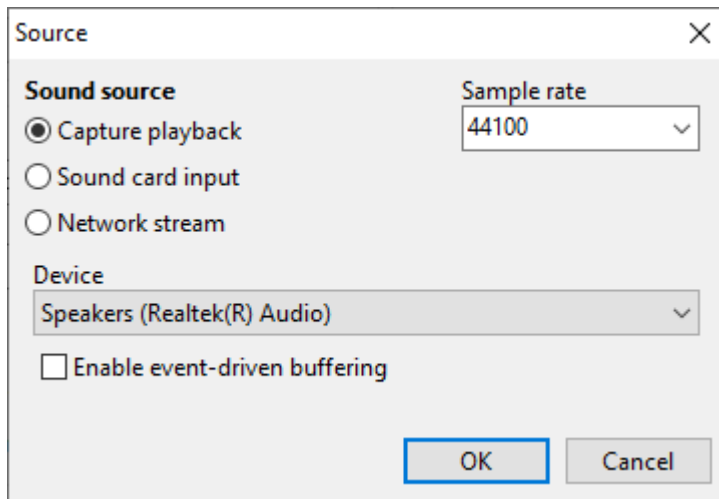 Source
Sound source
Sample rate
Capture playback
44100
Sound card input
Network stream
Device
Speakers (Realtek(R) Audio)
Enable event-driven buffering
OK
Cancel